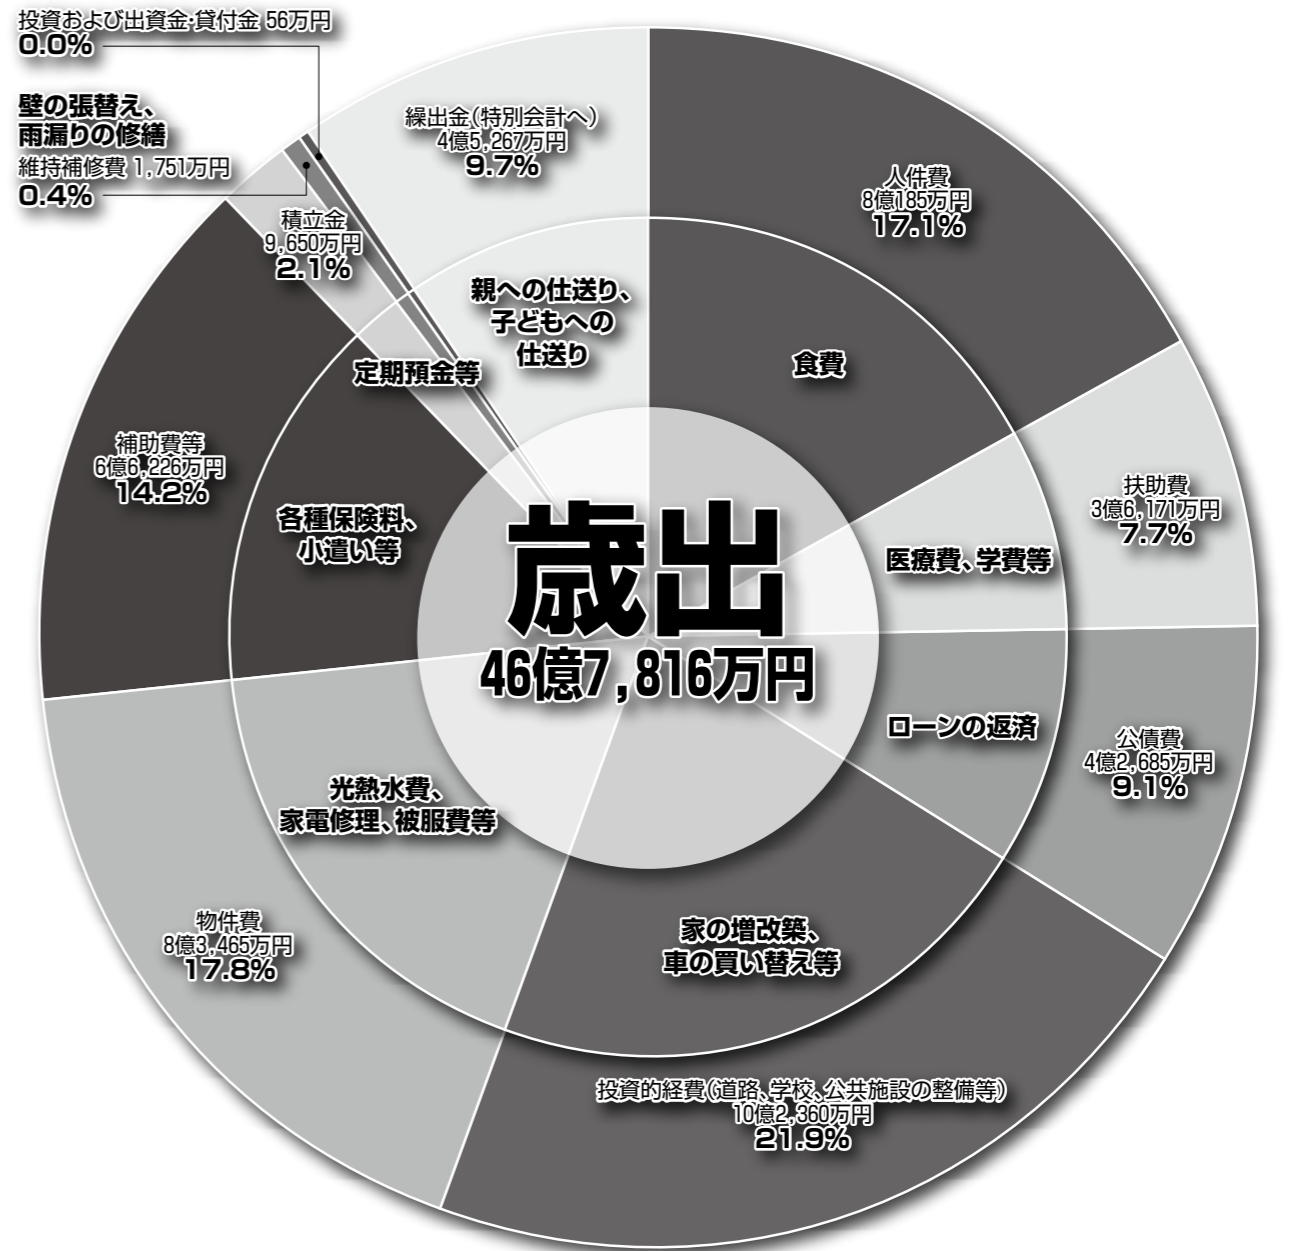 投資および出資金・貸付金 56万円
0.0%
壁の張替え、
雨漏りの修繕
維持補修費 1,751万円
0.4%
繰出金（特別会計へ）
4億5,267万円
9.7%
人件費
8億185万円
17.1%
積立金
9,650万円
2.1%
親への仕送り、
子どもへの
仕送り
定期預金等
食費
補助費等
6億6,226万円
14.2%
各種保険料、
小遣い等
扶助費
3億6,171万円
7.7%
医療費、学費等
歳出
46億7,816万円
ローンの返済
公債費
4億2,685万円
9.1%
光熱水費、
家電修理、被服費等
物件費
8億3,465万円
17.8%
家の増改築、
車の買い替え等
投資的経費（道路、学校、公共施設の整備等）
10億2,360万円
21.9%